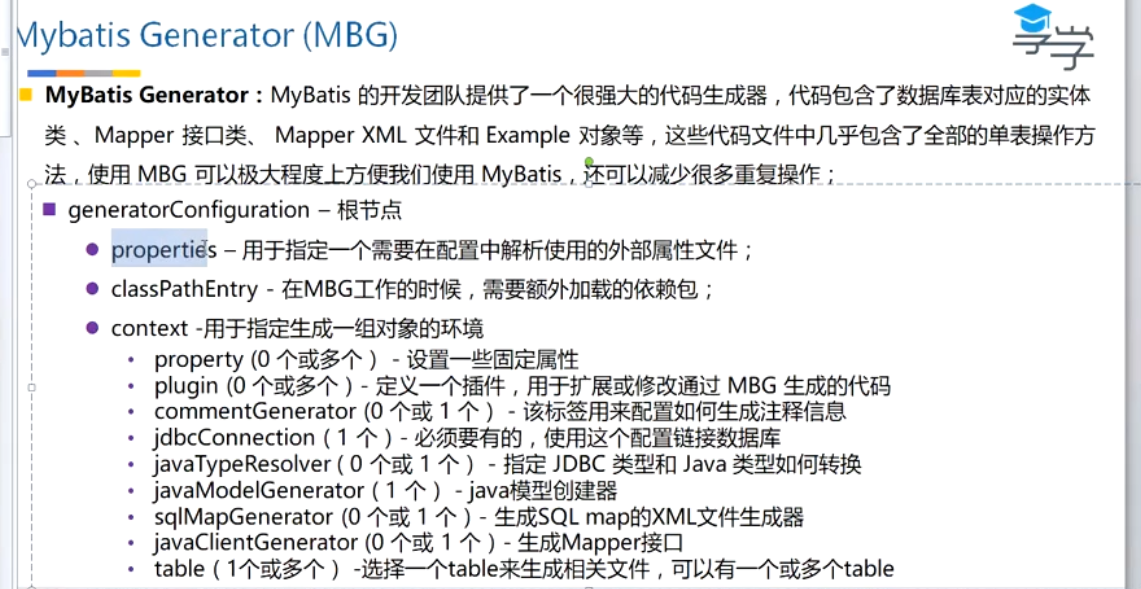 Mybatis Generator (MBG)
享学
MyBatis Generator：MyBatis 的开发团队提供了一个很强大的代码生成器，代码包含了数据库表对应的实体
类 、Mapper 接口类、 Mapper XML 文件和 Example 对象等，这些代码文件中几乎包含了全部的单表操作方
法，使用 MBG 可以极大程度上方便我们使用 MyBatis，还可以减少很多重复操作；
generatorConfiguration – 根节点
properties – 用于指定一个需要在配置中解析使用的外部属性文件；
classPathEntry - 在MBG工作的时候，需要额外加载的依赖包；
context -用于指定生成一组对象的环境
property (0 个或多个 ） - 设置一些固定属性
plugin (0 个或多个 ）- 定义一个插件，用于扩展或修改通过 MBG 生成的代码
commentGenerator (0 个或 1 个 ） - 该标签用来配置如何生成注释信息
jdbcConnection（ 1 个 ）- 必须要有的，使用这个配置链接数据库
javaTypeResolver（ 0 个或 1 个 ） - 指定 JDBC 类型和 Java 类型如何转换
javaModelGenerator（ 1 个 ） - java模型创建器
sqlMapGenerator (0 个或 1 个 ）- 生成SQL map的XML文件生成器
javaClientGenerator (0 个或 1 个 ）- 生成Mapper接口
table（ 1个或多个 ） -选择一个table来生成相关文件，可以有一个或多个table